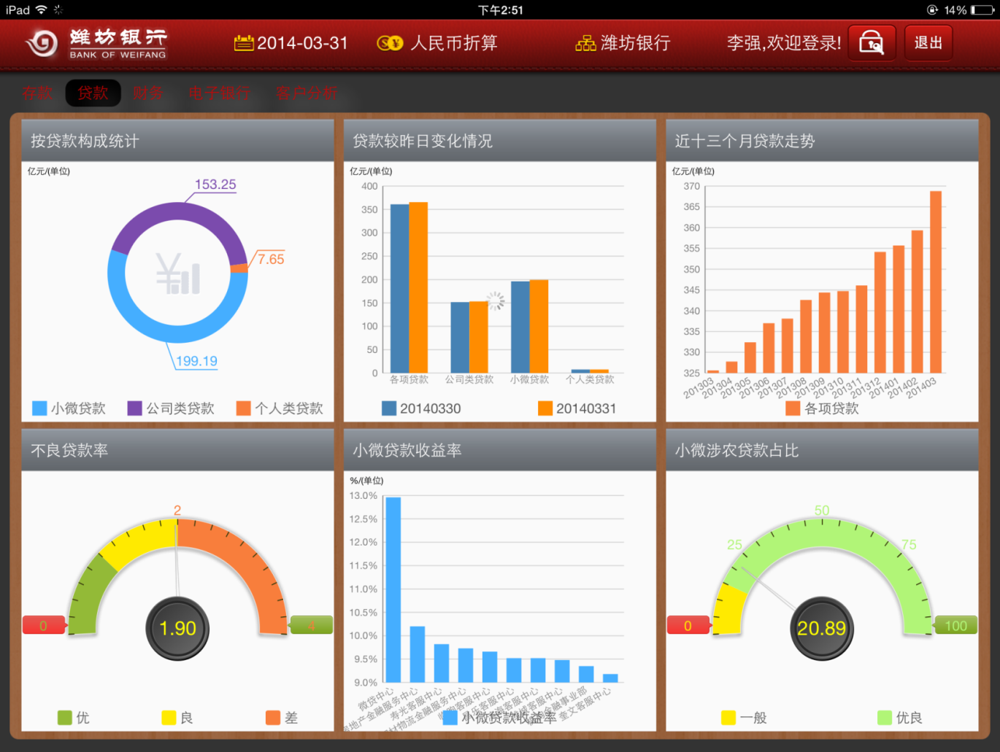 iPad
下午2:51
14%
潍坊银行
BANK OF WEIFANG
2014-03-31
人民币折算
潍坊银行
李强,欢迎登录!
退出
存款
贷款
财务
电子银行
客户分析
按贷款构成统计
亿元/(单位)
153.25
7.65
199.19
小微贷款
公司类贷款
个人类贷款
贷款较昨日变化情况
亿元/(单位)
400
350
300
250
200
150
100
50
0
各项贷款
公司类贷款
小微贷款
个人类贷款
20140330
20140331
近十三个月贷款走势
亿元/(单位)
370
365
360
355
350
345
340
335
330
325
201303
201304
201305
201306
201307
201308
201309
201310
201311
201312
201401
201402
201403
各项贷款
不良贷款率
2
0
4
1.90
优
良
差
小微贷款收益率
%/(单位)
13.0%
12.5%
12.0%
11.5%
11.0%
10.5%
10.0%
9.5%
9.0%
微贷中心
地产金融服务中心
寿光客服中心
材物流金融服务中心
客服中心
乐客服中心
客服中心
客服中心
金融事业部
奎文客服中心
小微贷款收益率
小微涉农贷款占比
50
25
75
0
100
20.89
一般
优良